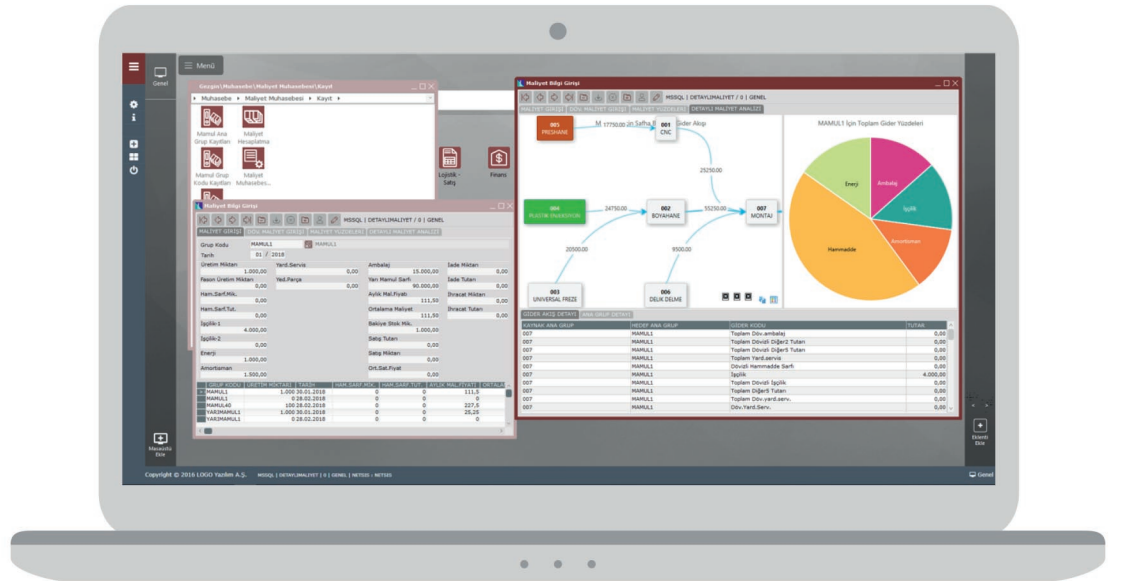 Menü
Genel
Gezgin\Muhasebe\Maliyet Muhasebesi\Kayıt
Muhasebe Maliyet Muhasebesi Kayıt
Mamul Ana Grup Kayıtları
Maliyet Hesaplatma
Mamul Grup Kodu Kayıtları
Maliyet Muhasebes...
Lojistik - Satış
Finans
Maliyet Bilgi Girişi
MSSQL | DETAYLIMALIYET / 0 | GENEL
MALİYET GİRİŞİ DÖV. MALİYET GİRİŞİ MALİYET YÜZDELERİ DETAYLI MALİYET ANALİZİ
Grup Kodu MAMUL1 MAMUL1
Tarih 01 / 2018
Üretim Miktarı 1.000,00
Fason Üretim Miktarı 0,00
Ham.Sarf.Mik. 0,00
Ham.Sarf.Tut. 0,00
İşçilik-1 4.000,00
İşçilik-2 0,00
Enerji 1.000,00
Amortisman 1.500,00
Yard.Servis 0,00
Yed.Parça 0,00
Ambalaj 15.000,00
Yarı Mamul Sarfı 90.000,00
Aylık Mal.Fiyatı 111,50
Ortalama Maliyet 111,50
Bakiye Stok Mik. 1.000,00
Satış Tutarı 0,00
Satış Miktarı 0,00
Ort.Sat.Fiyat 0,00
İade Miktarı 0,00
İade Tutarı 0,00
İhracat Miktarı 0,00
İhracat Tutarı 0,00
GRUP KODU ÜRETİM MİKTARI TARİH HAM.SARF MİK. HAM.SARF TUT. AYLIK MAL.FİYATI ORTALA
MAMUL1 1.000 30.01.2018 0 0 111,5
MAMUL1 0 28.02.2018 0 0 0
MAMUL40 100 28.02.2018 0 0 227,5
YARIMAMUL1 1.000 30.01.2018 0 0 25,25
YARIMAMUL1 0 28.02.2018 0 0 0
Maliyet Bilgi Girişi
MSSQL | DETAYLIMALIYET / 0 | GENEL
MALİYET GİRİŞİ DÖV. MALİYET GİRİŞİ MALİYET YÜZDELERİ DETAYLI MALİYET ANALİZİ
005 PRESHANE
17750.00
Gider Akışı
001 CNC
25250.00
004 PLASTİK ENJEKSİYON
24750.00
002 BOYAHANE
55250.00
007 MONTAJ
20500.00
9500.00
003 UNIVERSAL FREZE
006 DELİK DELME
MAMUL1 İçin Toplam Gider Yüzdeleri
Enerji
Ambalaj
İşçilik
Amortisman
Hammadde
GİDER AKIŞ DETAYI ANA GRUP DETAYI
KAYNAK ANA GRUP HEDEF ANA GRUP GİDER KODU TUTAR
007 MAMUL1 Toplam Döv.ambalaj 0,00
007 MAMUL1 Toplam Dövizli Diğer2 Tutarı 0,00
007 MAMUL1 Toplam Dövizli Diğer5 Tutarı 0,00
007 MAMUL1 Toplam Yard.servis 0,00
007 MAMUL1 Dövizli Hammadde Sarfı 0,00
007 MAMUL1 İşçilik 4.000,00
007 MAMUL1 Toplam Dövizli İşçilik 0,00
007 MAMUL1 Toplam Diğer5 Tutarı 0,00
007 MAMUL1 Toplam Döv.yard.serv. 0,00
007 MAMUL1 Döv.Yard.Serv. 0,00
Masaüstü Ekle
Eklenti Ekle
Copyright © 2016 LOGO Yazılım A.Ş. MSSQL | DETAYLIMALIYET | 0 | GENEL | NETSIS : NETSIS
Genel